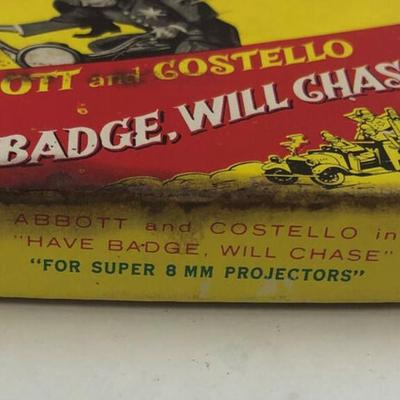 OTT and COSTELLO
BADGE, WILL CHAS
ABBOTT and COSTELLO in
"HAVE BADGE, WILL CHASE"
"FOR SUPER 8 MM PROJECTORS"